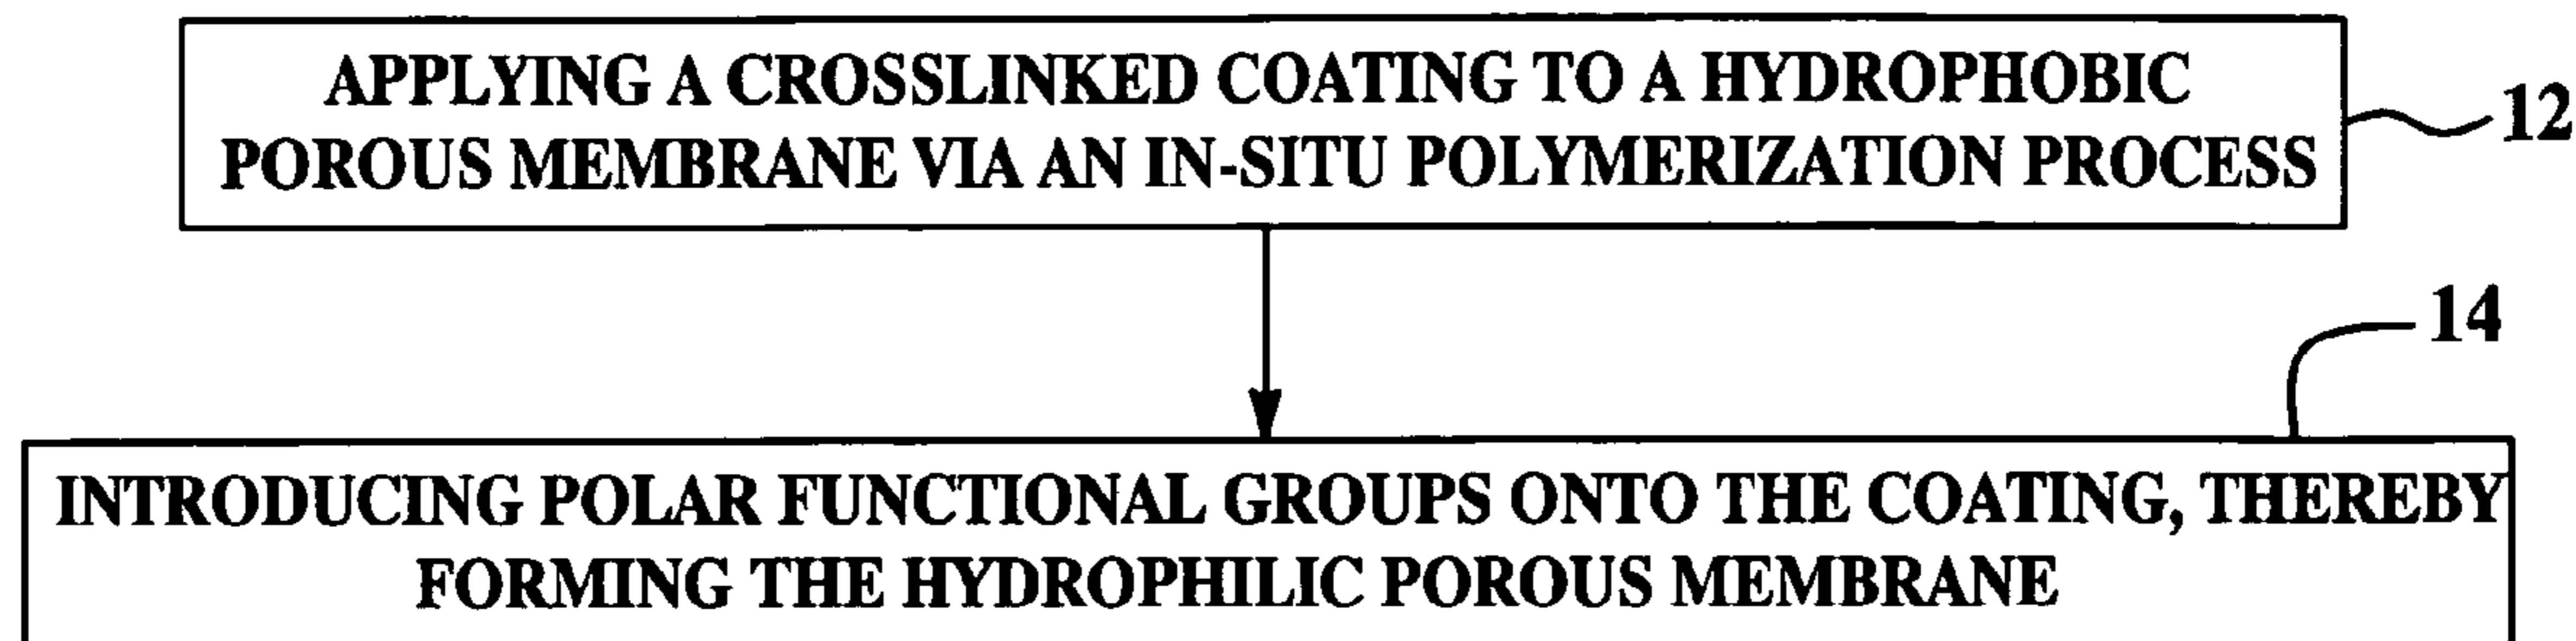 APPLYING A CROSSLINKED COATING TO A HYDROPHOBIC
POROUS MEMBRANE VIA AN IN-SITU POLYMERIZATION PROCESS
12
14
INTRODUCING POLAR FUNCTIONAL GROUPS ONTO THE COATING, THEREBY
FORMING THE HYDROPHILIC POROUS MEMBRANE